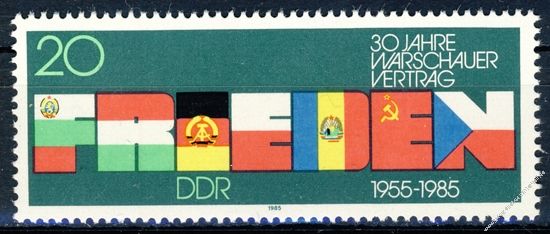 20
30 JAHRE
WARSCHAUER
VERTRAG
FRIEDEN
DDR
1955-1985
1985